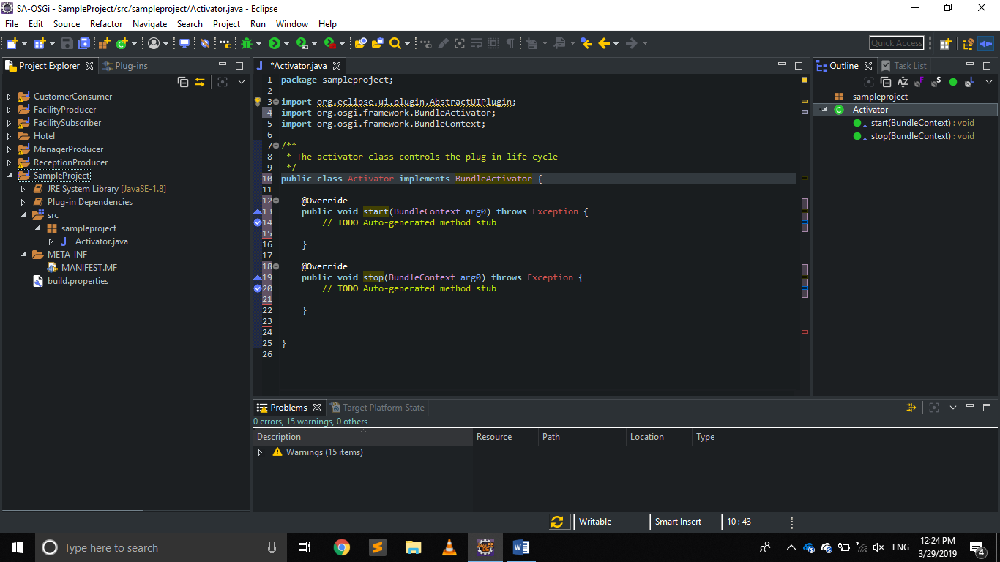 SA-OSGi - SampleProject/src/sampleproject/Activator.java - Eclipse
File Edit Source Refactor Navigate Search Project Run Window Help
Quick Access
Project Explorer Plug-ins
CustomerConsumer
FacilityProducer
FacilitySubscriber
Hotel
ManagerProducer
ReceptionProducer
SampleProject
JRE System Library [JavaSE-1.8]
Plug-in Dependencies
src
sampleproject
Activator.java
META-INF
MANIFEST.MF
build.properties
*Activator.java
1 package sampleproject;
2
3 import org.eclipse.ui.plugin.AbstractUIPlugin;
4 import org.osgi.framework.BundleActivator;
5 import org.osgi.framework.BundleContext;
6
7 /**
8 * The activator class controls the plug-in life cycle
9 */
10 public class Activator implements BundleActivator {
11
12 @Override
13 public void start(BundleContext arg0) throws Exception {
14 // TODO Auto-generated method stub
15
16 }
17
18 @Override
19 public void stop(BundleContext arg0) throws Exception {
20 // TODO Auto-generated method stub
21
22 }
23
24
25 }
26
Outline Task List
sampleproject
Activator
start(BundleContext) : void
stop(BundleContext) : void
Problems Target Platform State
0 errors, 15 warnings, 0 others
Description Resource Path Location Type
Warnings (15 items)
Writable Smart Insert 10 : 43
Type here to search
ENG
12:24 PM
3/29/2019
4